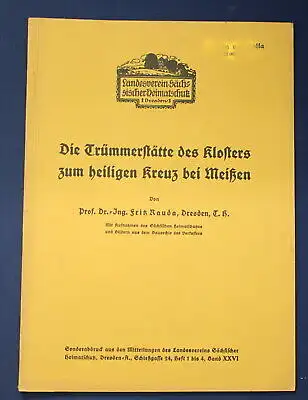 Landesverein Säch-
sischer Heimatschutz
Dresden
Die Trümmerstätte des Klosters
zum heiligen Kreuz bei Meißen
Von
Prof. Dr.-Ing. Fritz Rauda, Dresden, T. H.
Mit Aufnahmen des Sächsischen Heimatschutzes
und Bildern aus dem Bauarchiv des Verfassers
Sonderabdruck aus den Mitteilungen des Landesvereins Sächsischer
Heimatschutz, Dresden-A., Schießgasse 24, Heft 1 bis 4, Band XXVI